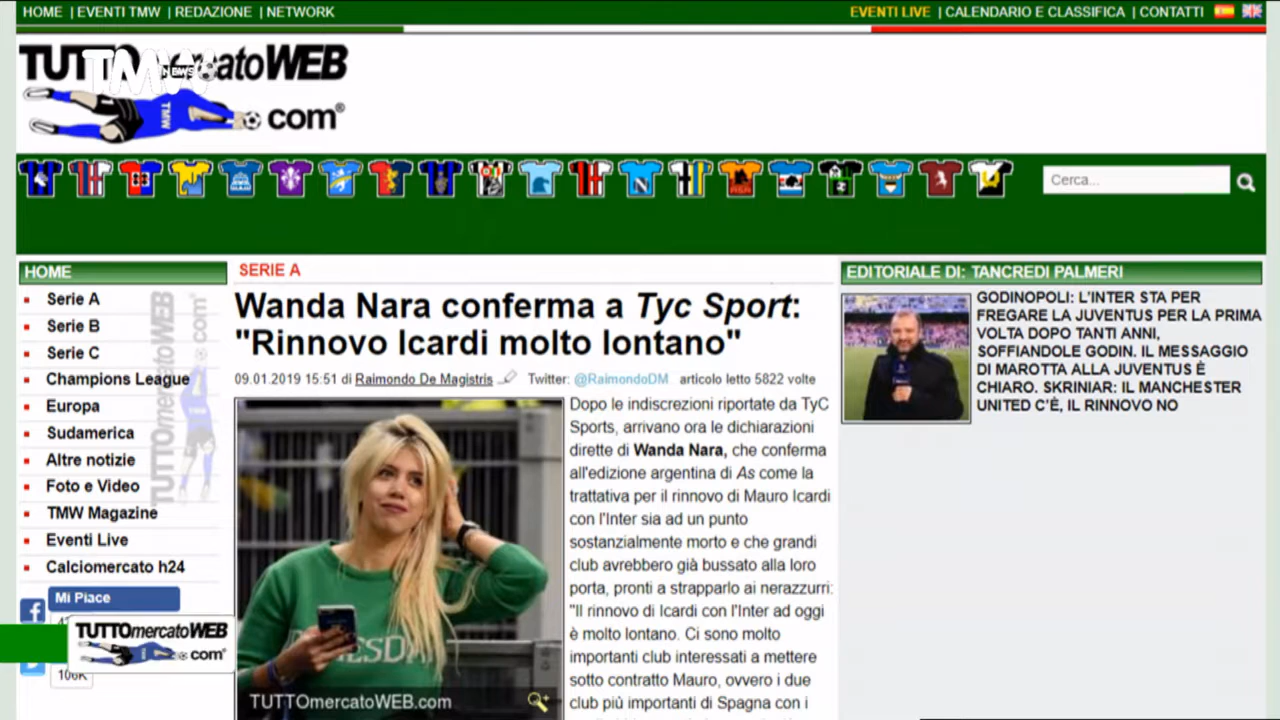 HOME | EVENTI TMW | REDAZIONE | NETWORK
EVENTI LIVE | CALENDARIO E CLASSIFICA | CONTATTI
TUTTOmercatoWEB
TMW NEWS
.com®
TMW
Cerca...
HOME
Serie A
Serie B
Serie C
Champions League
Europa
Sudamerica
Altre notizie
Foto e Video
TMW Magazine
Eventi Live
Calciomercato h24
Mi Piace
106K
TUTTOmercatoWEB
.com
TUTTOmercatoWEB
.com®
SERIE A
Wanda Nara conferma a Tyc Sport:
"Rinnovo Icardi molto lontano"
09.01.2019 15:51 di Raimondo De Magistris Twitter: @RaimondoDM articolo letto 5822 volte
TUTTOmercatoWEB.com
Dopo le indiscrezioni riportate da TyC
Sports, arrivano ora le dichiarazioni
dirette di Wanda Nara, che conferma
all'edizione argentina di As come la
trattativa per il rinnovo di Mauro Icardi
con l'Inter sia ad un punto
sostanzialmente morto e che grandi
club avrebbero già bussato alla loro
porta, pronti a strapparlo ai nerazzurri:
"Il rinnovo di Icardi con l'Inter ad oggi
è molto lontano. Ci sono molto
importanti club interessati a mettere
sotto contratto Mauro, ovvero i due
club più importanti di Spagna con i
EDITORIALE DI: TANCREDI PALMERI
GODINOPOLI: L'INTER STA PER
FREGARE LA JUVENTUS PER LA PRIMA
VOLTA DOPO TANTI ANNI,
SOFFIANDOLE GODIN. IL MESSAGGIO
DI MAROTTA ALLA JUVENTUS È
CHIARO. SKRINIAR: IL MANCHESTER
UNITED C'È, IL RINNOVO NO